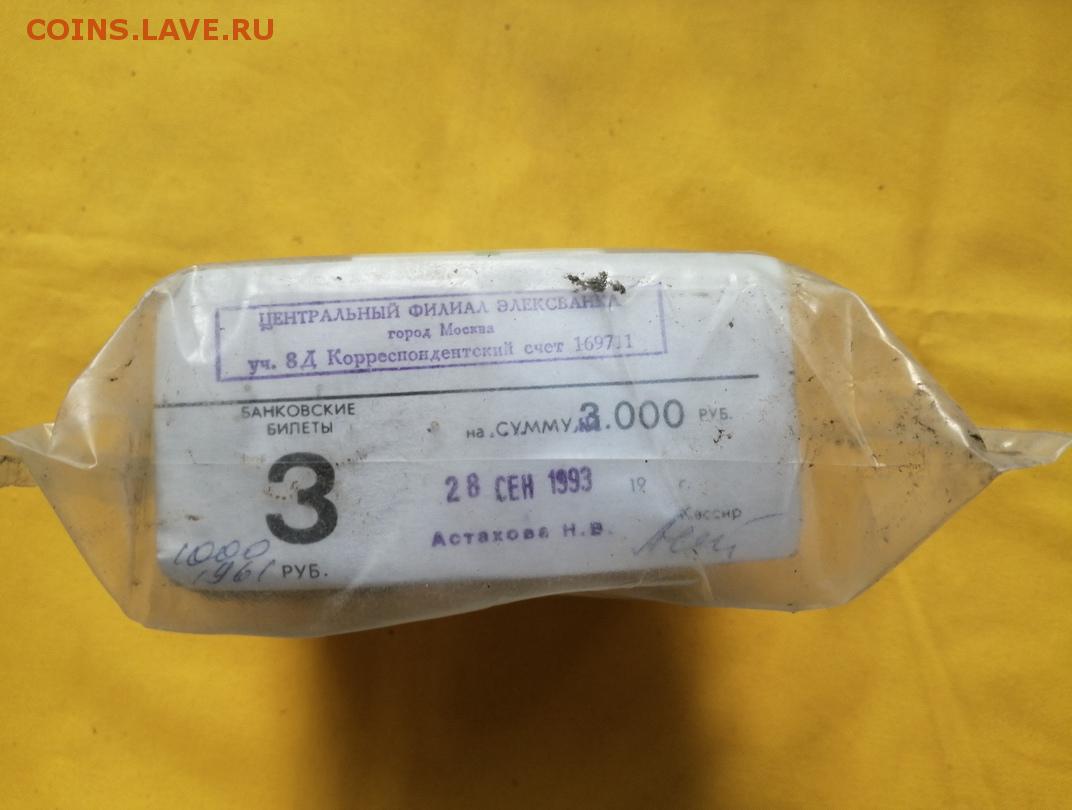 COINS.LAVE.RU
ЦЕНТРАЛЬНЫЙ ФИЛИАЛ ЭЛЕКСБАНКА
город Москва
уч. 8Д Корреспондентский счет 169711
БАНКОВСКИЕ
БИЛЕТЫ
на СУММУ 3.000 РУБ.
3
28 СЕН 1993 19 г.
Кассир
Астахова Н.В.
1000
1961 РУБ.